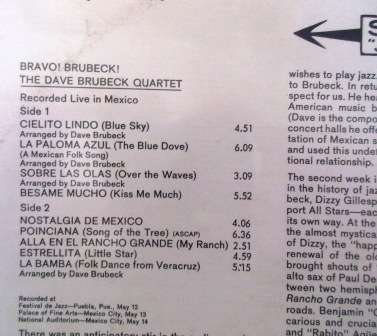 BRAVO! BRUBECK!
THE DAVE BRUBECK QUARTET
Recorded Live in Mexico
Side 1
CIELITO LINDO (Blue Sky) 4.51
Arranged by Dave Brubeck
LA PALOMA AZUL (The Blue Dove) 6.09
(A Mexican Folk Song)
Arranged by Dave Brubeck
SOBRE LAS OLAS (Over the Waves) 3.09
Arranged by Dave Brubeck
BESAME MUCHO (Kiss Me Much) 5.52
Side 2
NOSTALGIA DE MEXICO 4.06
POINCIANA (Song of the Tree) (ASCAP) 6.36
ALLA EN EL RANCHO GRANDE (My Ranch) 2.51
ESTRELLITA (Little Star) 4.59
LA BAMBA (Folk Dance from Veracruz) 5.15
Arranged by Dave Brubeck
Recorded at
Festival de Jazz—Puebla, Pue., May 12
Palace of Fine Arts—Mexico City, May 13
National Auditorium—Mexico City, May 14
wishes to play jazz.
to Brubeck. In retu
spect for us. He hea
American music b
(Dave is the compo
concert halls he offe
tation of Mexican s
and used this under
tional relationship.
The second week i
in the history of jaz
beck, Dizzy Gillesp
port All Stars—eac
its own way. At the
the almost mystica
of Dizzy, the "happ
renewal of the old
brought shouts of
alto sax of Paul De
tween two hemisph
Rancho Grande an
roads. Benjamin "C
carious and crucia
and "Rabito" Agüe